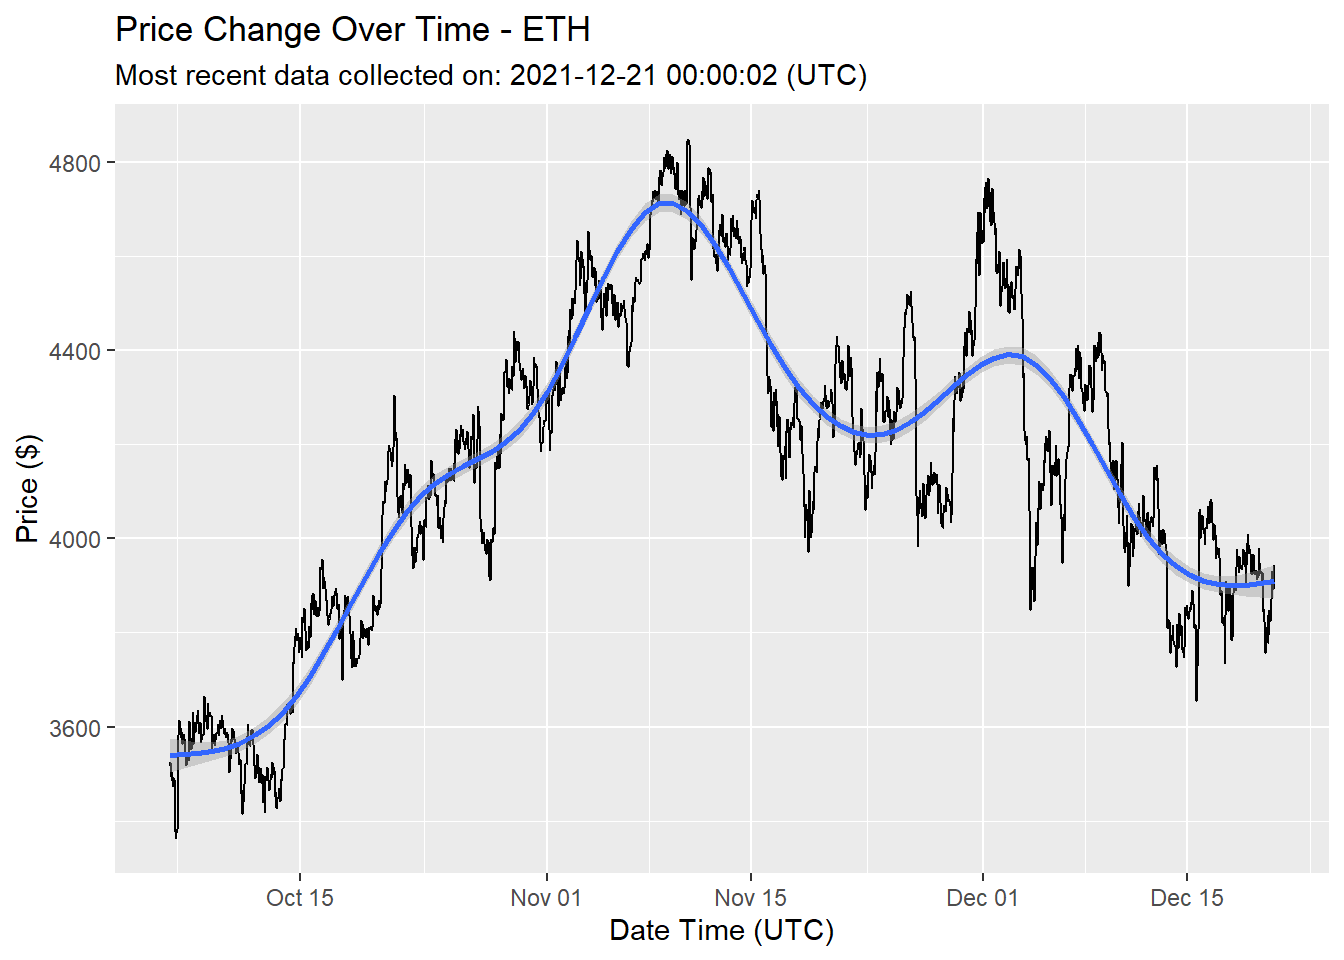 Price Change Over Time - ETH
Most recent data collected on: 2021-12-21 00:00:02 (UTC)
4800
4400
4000
3600
Price ($)
Oct 15
Nov 01
Nov 15
Dec 01
Dec 15
Date Time (UTC)